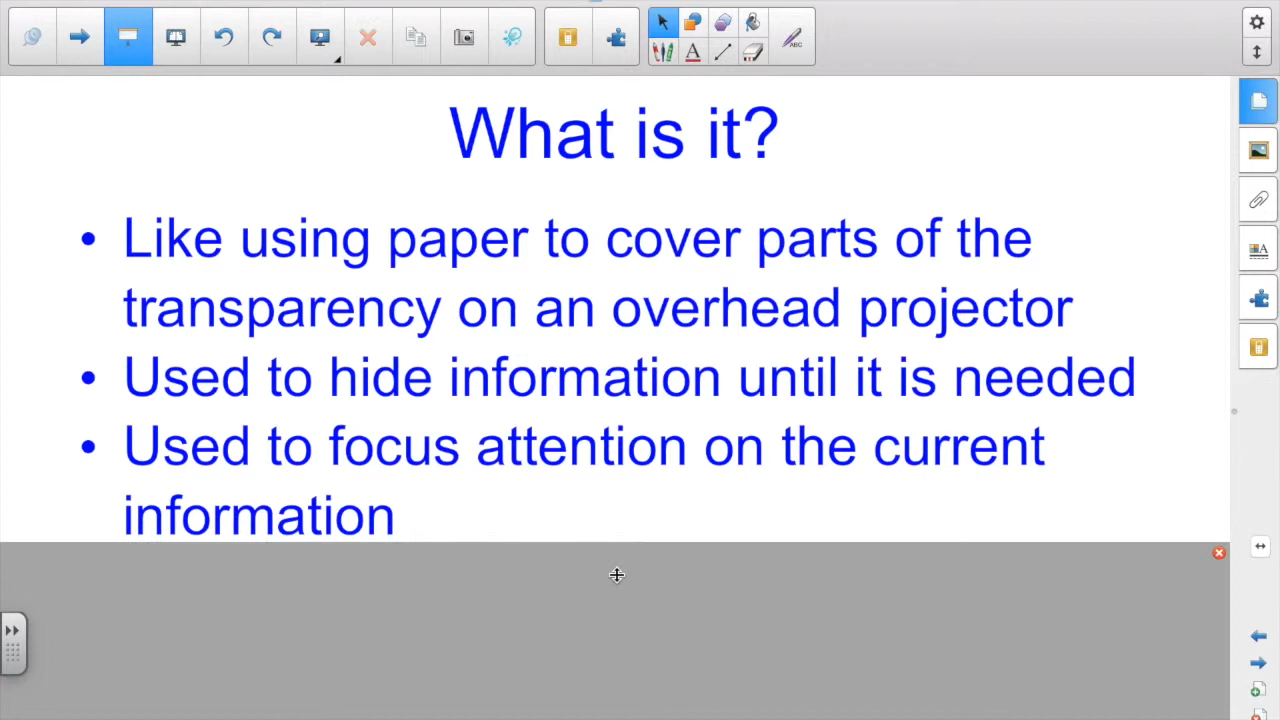 What is it?
• Like using paper to cover parts of the
transparency on an overhead projector
• Used to hide information until it is needed
• Used to focus attention on the current
information